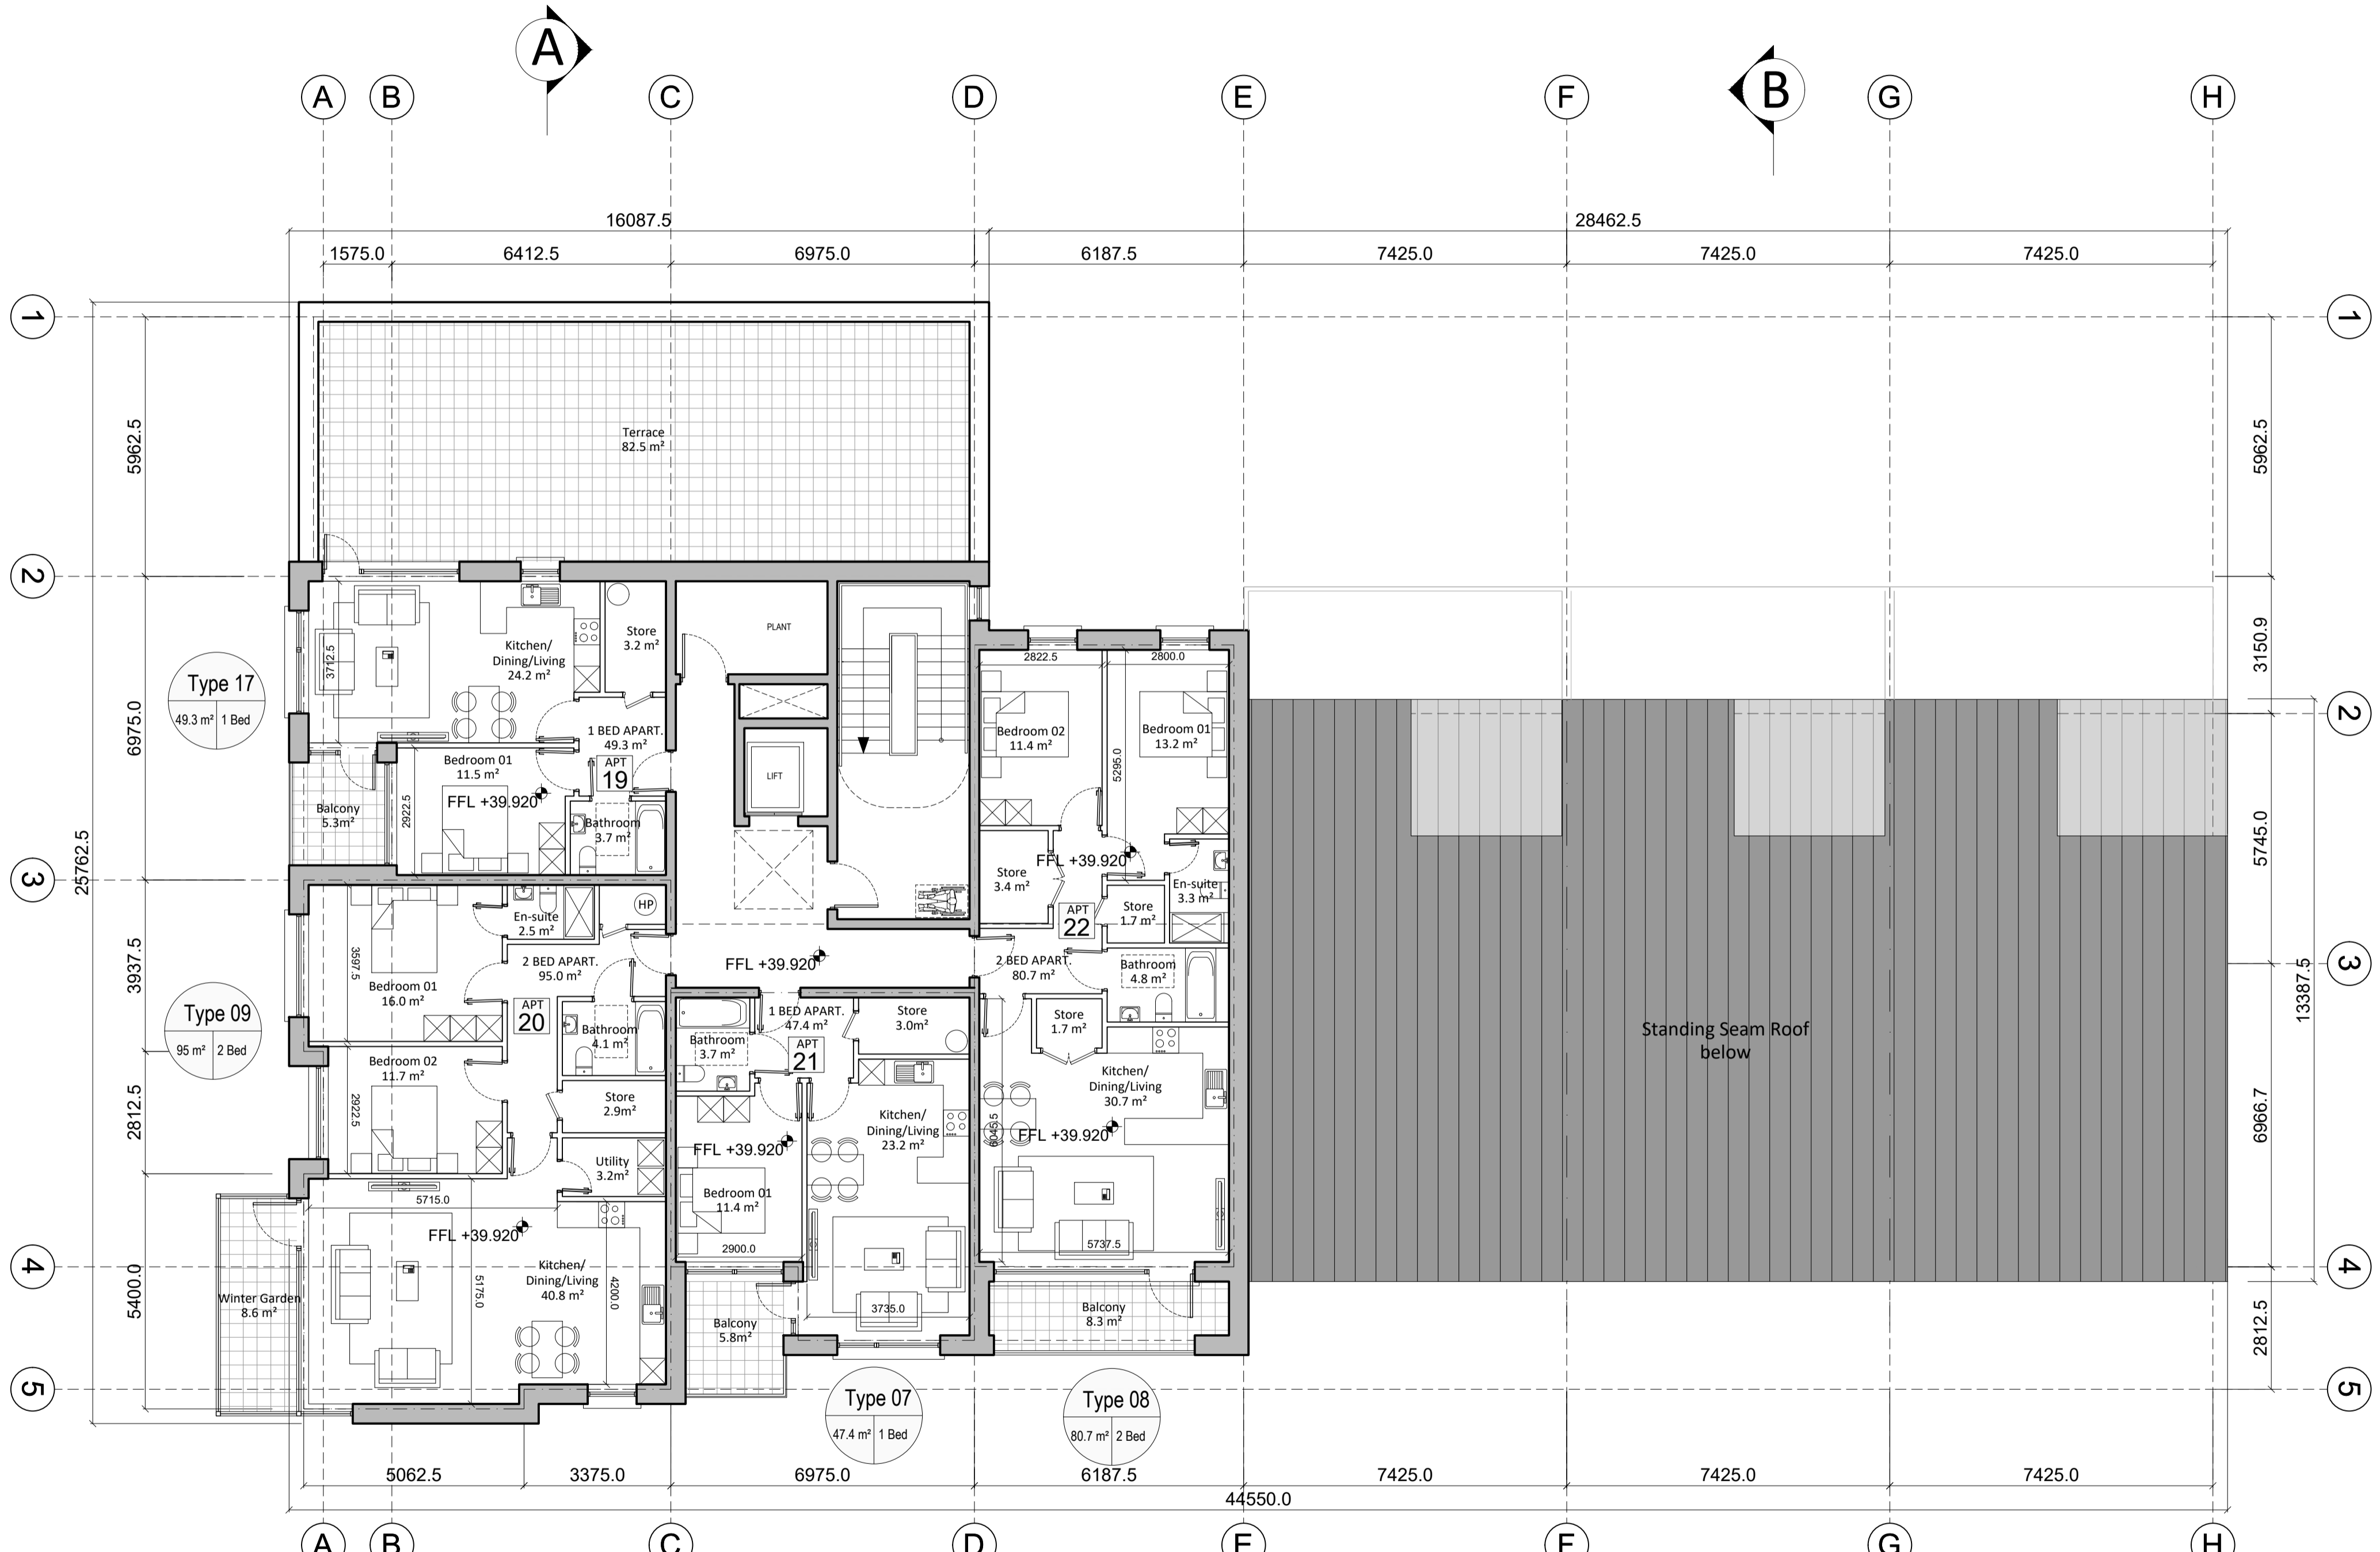 A
B
A
B
C
D
E
F
G
H
16087.5
28462.5
1575.0
6412.5
6975.0
6187.5
7425.0
7425.0
7425.0
1
1
5962.5
5962.5
Terrace
82.5 m²
2
6975.0
3150.9
Type 17
49.3 m²
1 Bed
3712.5
Kitchen/
Dining/Living
24.2 m²
Store
3.2 m²
PLANT
1 BED APART.
49.3 m²
APT
19
Bedroom 01
11.5 m²
FFL +39.920
2922.5
Balcony
5.3m²
Bathroom
3.7 m²
LIFT
2822.5
2800.0
Bedroom 02
11.4 m²
Bedroom 01
13.2 m²
5295.0
2
5745.0
FFL +39.920
Store
3.4 m²
En-suite
3.3 m²
Store
1.7 m²
APT
22
2 BED APART.
80.7 m²
Bathroom
4.8 m²
Store
1.7 m²
25762.5
3
3
3937.5
13387.5
Type 09
95 m²
2 Bed
En-suite
2.5 m²
HP
3597.5
Bedroom 01
16.0 m²
2 BED APART.
95.0 m²
APT
20
Bathroom
4.1 m²
FFL +39.920
1 BED APART.
47.4 m²
APT
21
Store
3.0m²
Bathroom
3.7 m²
Standing Seam Roof
below
2812.5
6966.7
Bedroom 02
11.7 m²
2922.5
Store
2.9m²
Utility
3.2m²
Kitchen/
Dining/Living
23.2 m²
FFL +39.920
Bedroom 01
11.4 m²
2900.0
Kitchen/
Dining/Living
30.7 m²
6045.5
FFL +39.920
5737.5
5715.0
FFL +39.920
Kitchen/
Dining/Living
40.8 m²
5175.0
4200.0
Winter Garden
8.6 m²
4
4
5400.0
2812.5
Balcony
5.8m²
3735.0
Balcony
8.3 m²
5
5
Type 07
47.4 m²
1 Bed
Type 08
80.7 m²
2 Bed
5062.5
3375.0
6975.0
6187.5
7425.0
7425.0
7425.0
44550.0
A
B
C
D
E
F
G
H